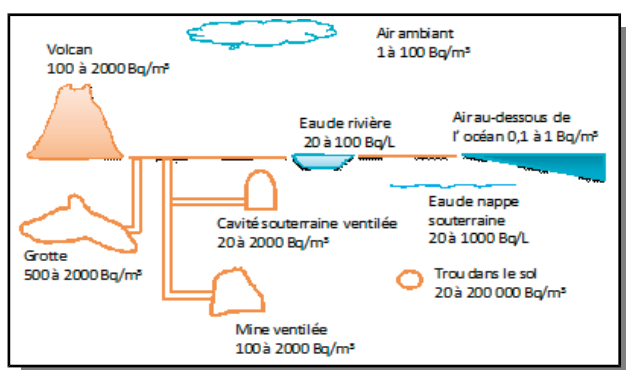 Volcan
100 à 2000 Bq/m³
Air ambiant
1 à 100 Bq/m³
Eau de rivière
20 à 100 Bq/L
Air au-dessous de
l' océan 0,1 à 1 Bq/m³
Grotte
500 à 2000 Bq/m³
Cavité souterraine ventilée
20 à 2000 Bq/m³
Eau de nappe
souterraine
20 à 1000 Bq/L
Trou dans le sol
20 à 200 000 Bq/m³
Mine ventilée
100 à 2000 Bq/m³